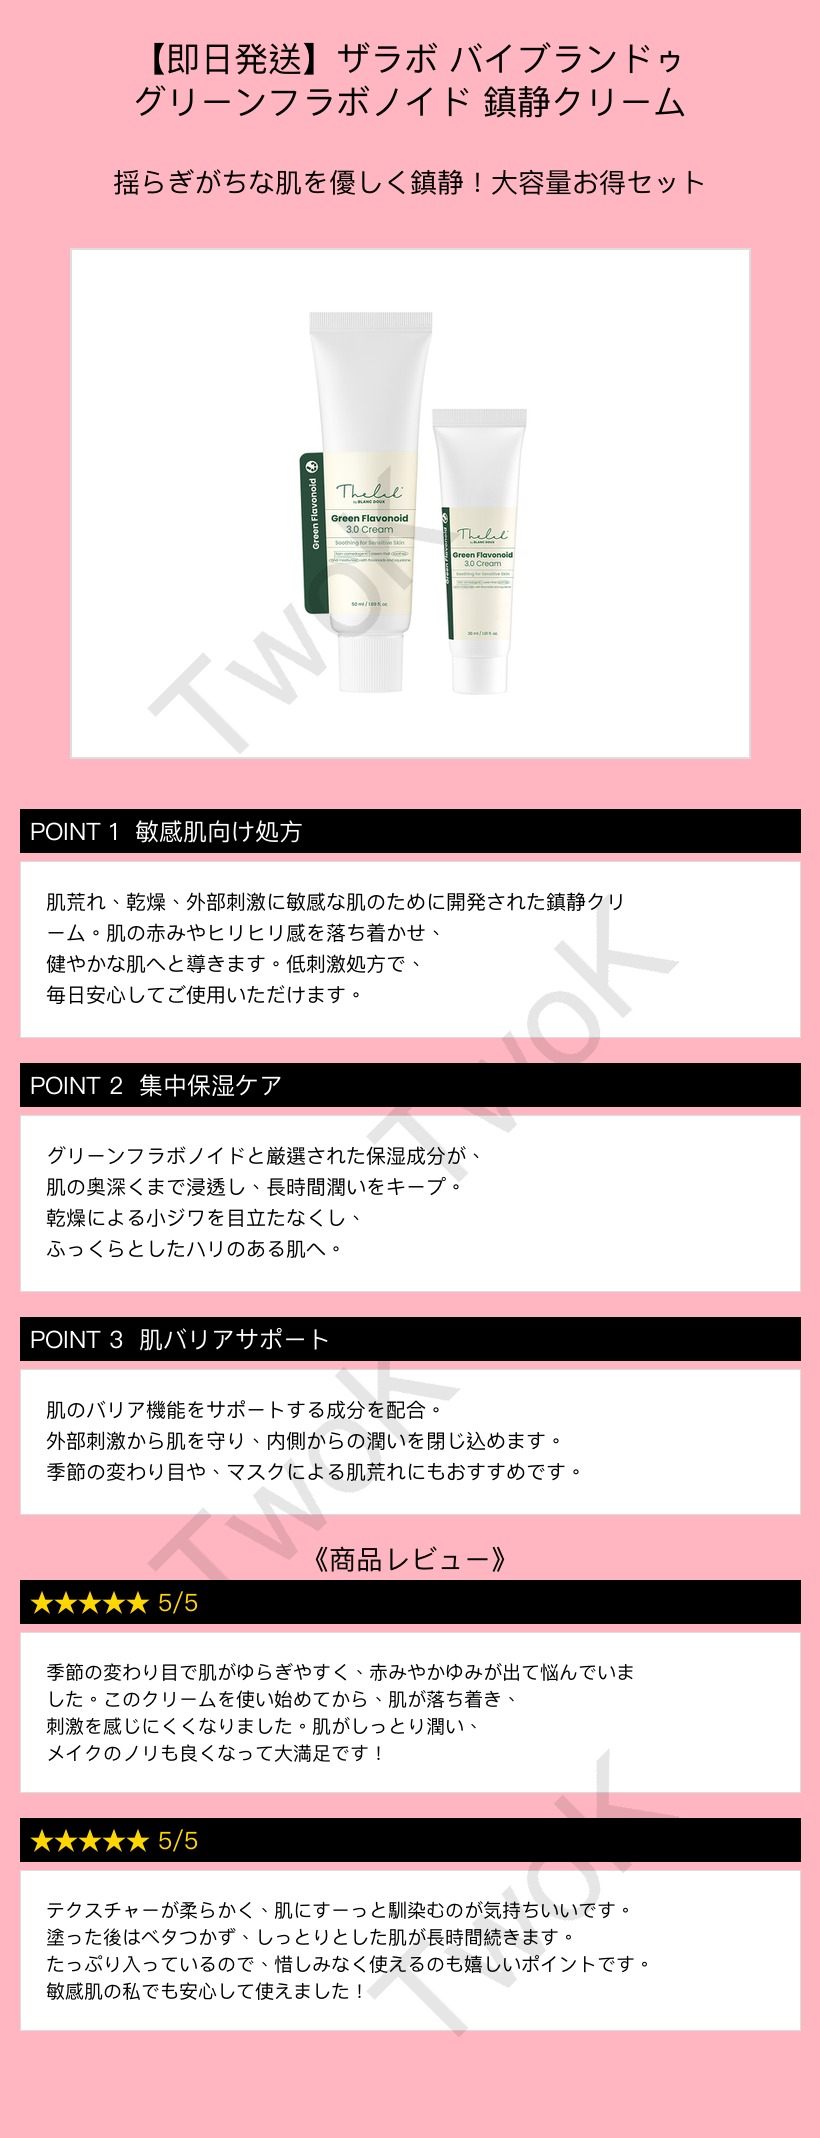 【即日発送】ザラボ バイブランドゥ
グリーンフラボノイド 鎮静クリーム
揺らぎがちな肌を優しく鎮静！大容量お得セット
Green Flavonoid
Thelab
by BLANC DOUX
Green Flavonoid
3.0 Cream
Soothing for Sensitive Skin
50 ml / 1.69 fl. oz.
Green Flavonoid
Thelab
by BLANC DOUX
Green Flavonoid
3.0 Cream
Soothing for Sensitive Skin
30 ml / 1.01 fl. oz.
TwoK
POINT 1 敏感肌向け処方
肌荒れ、乾燥、外部刺激に敏感な肌のために開発された鎮静クリ
ーム。肌の赤みやヒリヒリ感を落ち着かせ、
健やかな肌へと導きます。低刺激処方で、
毎日安心してご使用いただけます。
TwoK
POINT 2 集中保湿ケア
グリーンフラボノイドと厳選された保湿成分が、
肌の奥深くまで浸透し、長時間潤いをキープ。
乾燥による小ジワを目立たなくし、
ふっくらとしたハリのある肌へ。
POINT 3 肌バリアサポート
肌のバリア機能をサポートする成分を配合。
外部刺激から肌を守り、内側からの潤いを閉じ込めます。
季節の変わり目や、マスクによる肌荒れにもおすすめです。
TwoK
《商品レビュー》
★★★★★ 5/5
季節の変わり目で肌がゆらぎやすく、赤みやかゆみが出て悩んでいま
した。このクリームを使い始めてから、肌が落ち着き、
刺激を感じにくくなりました。肌がしっとり潤い、
メイクのノリも良くなって大満足です！
★★★★★ 5/5
テクスチャーが柔らかく、肌にすーっと馴染むのが気持ちいいです。
塗った後はベタつかず、しっとりとした肌が長時間続きます。
たっぷり入っているので、惜しみなく使えるのも嬉しいポイントです。
敏感肌の私でも安心して使えました！
TwoK